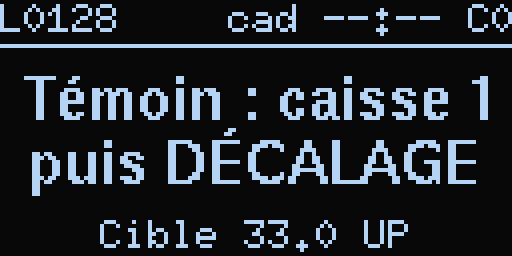 L0128 cad --:-- C0
Témoin : caisse 1
puis DÉCALAGE
Cible 33.0 UP